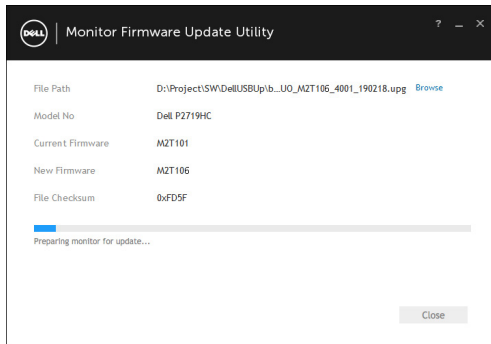 DELL Monitor Firmware Update Utility ? _ ×
File Path D:\Project\SW\DellUSBUp\b...UO_M2T106_4001_190218.upg Browse
Model No Dell P2719HC
Current Firmware M2T101
New Firmware M2T106
File Checksum 0xFD5F
Preparing monitor for update...
Close